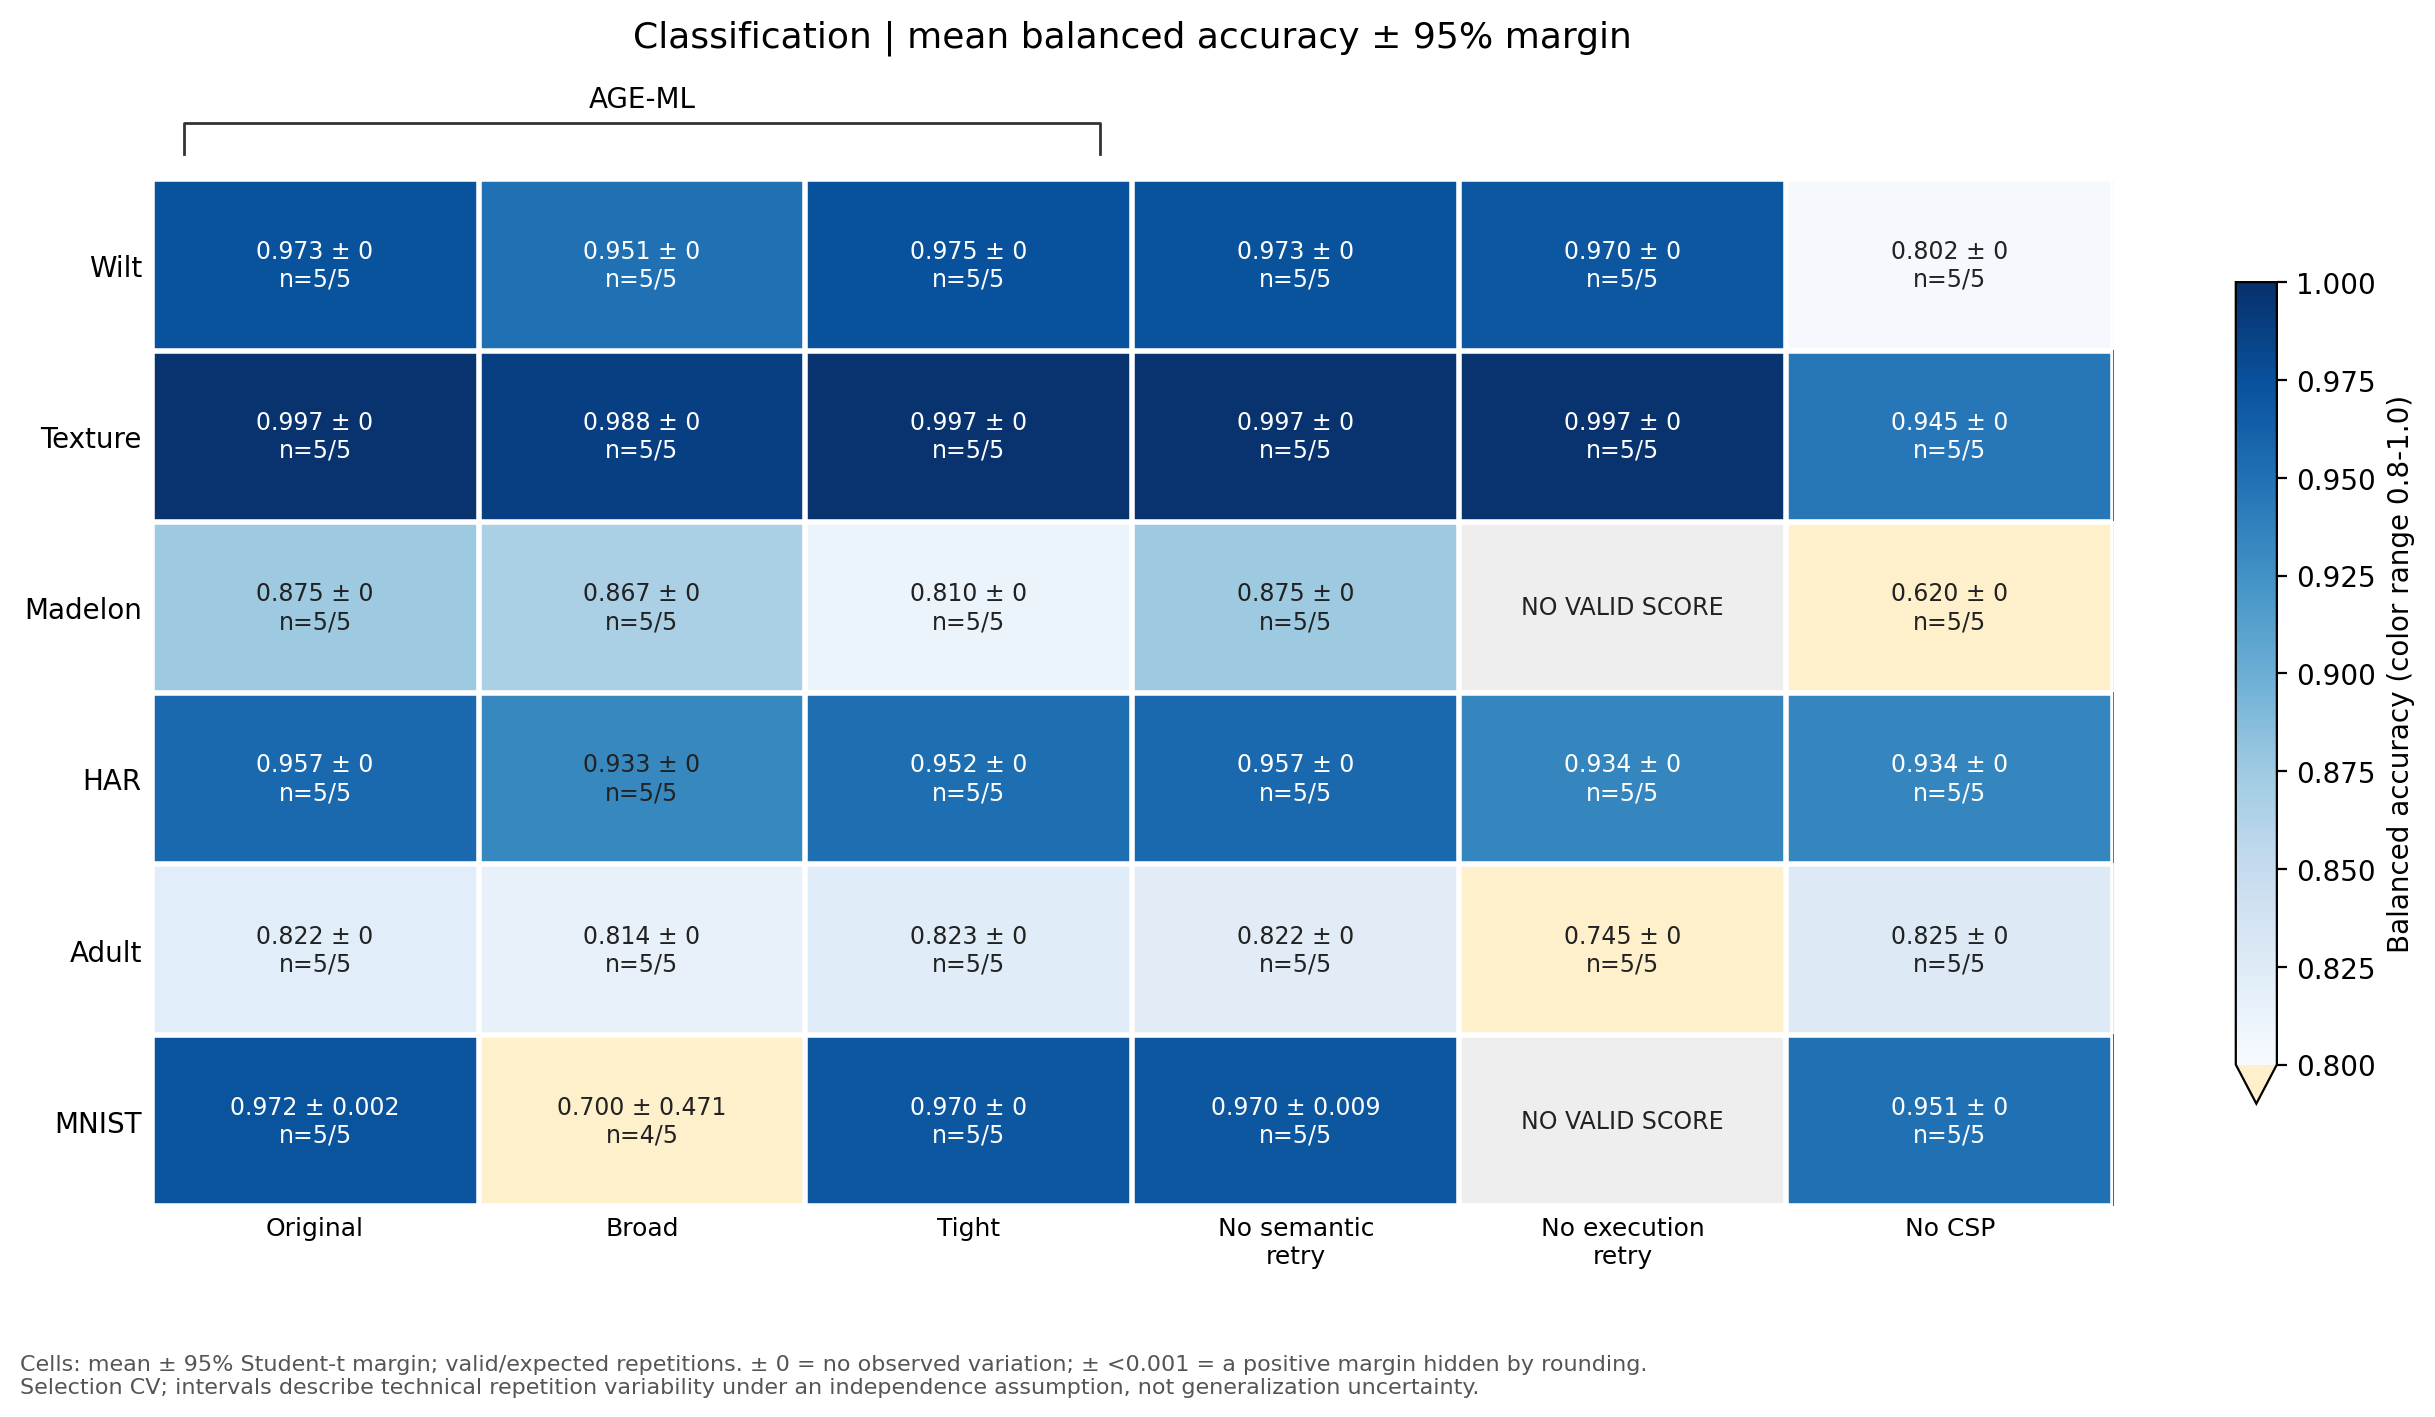 Classification | mean balanced accuracy ± 95% margin
AGE-ML
Wilt
0.973 ± 0
n=5/5
0.951 ± 0
n=5/5
0.975 ± 0
n=5/5
0.973 ± 0
n=5/5
0.970 ± 0
n=5/5
0.802 ± 0
n=5/5
Texture
0.997 ± 0
n=5/5
0.988 ± 0
n=5/5
0.997 ± 0
n=5/5
0.997 ± 0
n=5/5
0.997 ± 0
n=5/5
0.945 ± 0
n=5/5
Madelon
0.875 ± 0
n=5/5
0.867 ± 0
n=5/5
0.810 ± 0
n=5/5
0.875 ± 0
n=5/5
NO VALID SCORE
0.620 ± 0
n=5/5
HAR
0.957 ± 0
n=5/5
0.933 ± 0
n=5/5
0.952 ± 0
n=5/5
0.957 ± 0
n=5/5
0.934 ± 0
n=5/5
0.934 ± 0
n=5/5
Adult
0.822 ± 0
n=5/5
0.814 ± 0
n=5/5
0.823 ± 0
n=5/5
0.822 ± 0
n=5/5
0.745 ± 0
n=5/5
0.825 ± 0
n=5/5
MNIST
0.972 ± 0.002
n=5/5
0.700 ± 0.471
n=4/5
0.970 ± 0
n=5/5
0.970 ± 0.009
n=5/5
NO VALID SCORE
0.951 ± 0
n=5/5
Original
Broad
Tight
No semantic
retry
No execution
retry
No CSP
1.000
0.975
0.950
0.925
0.900
0.875
0.850
0.825
0.800
Balanced accuracy (color range 0.8-1.0)
Cells: mean ± 95% Student-t margin; valid/expected repetitions. ± 0 = no observed variation; ± <0.001 = a positive margin hidden by rounding.
Selection CV; intervals describe technical repetition variability under an independence assumption, not generalization uncertainty.